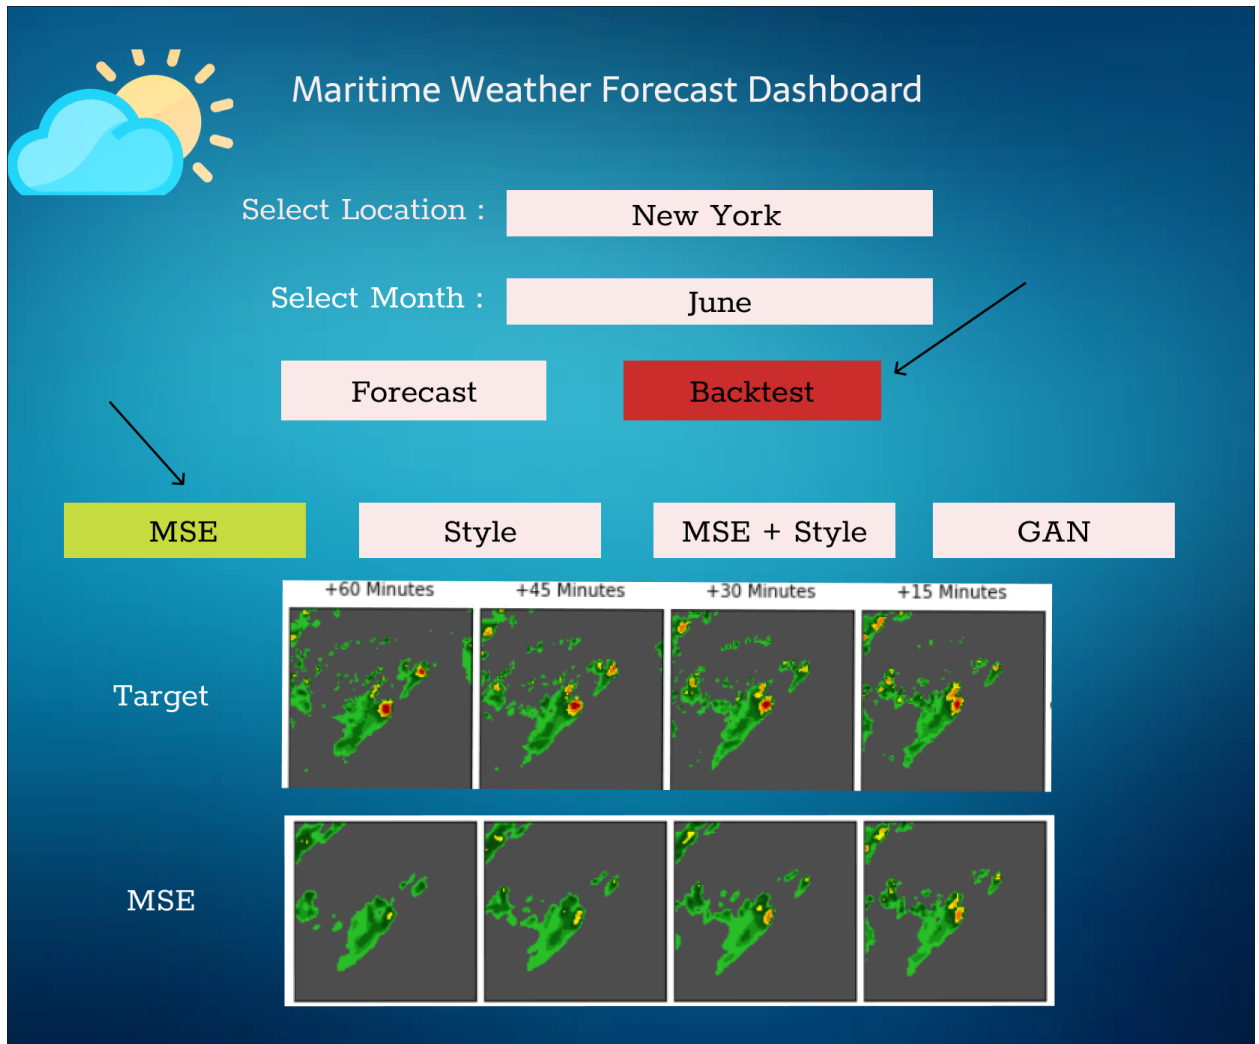 Maritime Weather Forecast Dashboard
Select Location :
New York
Select Month :
June
Forecast
Backtest
MSE
Style
MSE + Style
GAN
+60 Minutes
+45 Minutes
+30 Minutes
+15 Minutes
Target
MSE